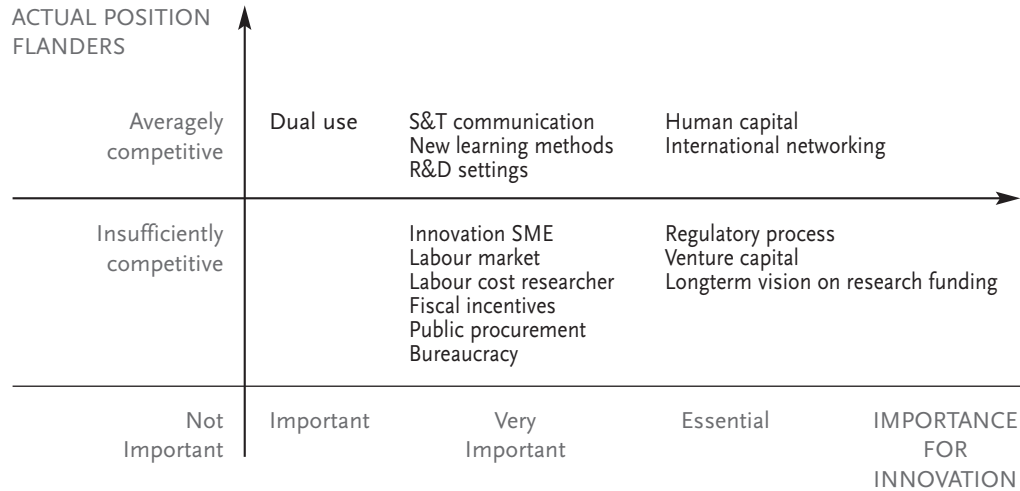 ACTUAL POSITION
FLANDERS
Averagely
competitive
Dual use
S&T communication
New learning methods
R&D settings
Human capital
International networking
Insufficiently
competitive
Innovation SME
Labour market
Labour cost researcher
Fiscal incentives
Public procurement
Bureaucracy
Regulatory process
Venture capital
Longterm vision on research funding
Not
Important
Important
Very
Important
Essential
IMPORTANCE
FOR
INNOVATION